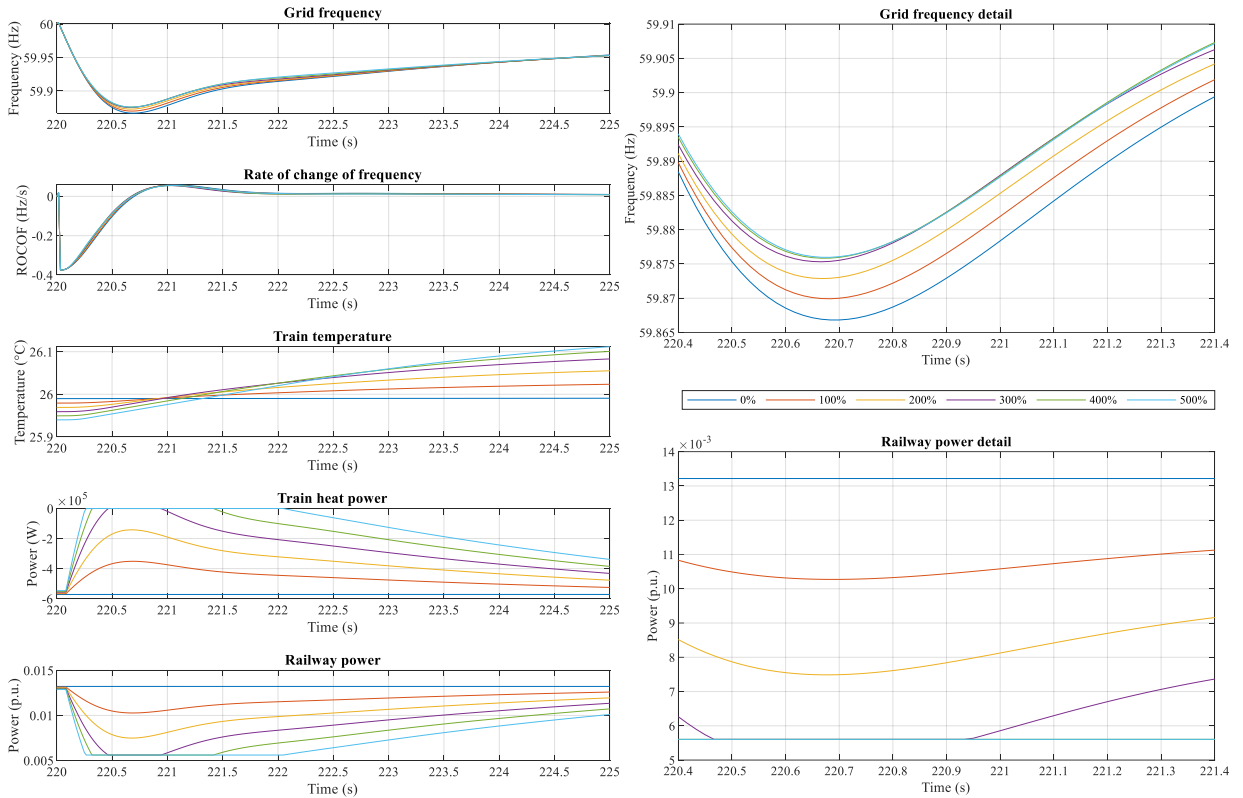 Grid frequency
60
59.95
59.9
Frequency (Hz)
220 220.5 221 221.5 222 222.5 223 223.5 224 224.5 225
Time (s)
Rate of change of frequency
0
-0.2
-0.4
ROCOF (Hz/s)
220 220.5 221 221.5 222 222.5 223 223.5 224 224.5 225
Time (s)
Train temperature
26.1
26
25.9
Temperature (°C)
220 220.5 221 221.5 222 222.5 223 223.5 224 224.5 225
Time (s)
Train heat power
×10^5
0
-2
-4
-6
Power (W)
220 220.5 221 221.5 222 222.5 223 223.5 224 224.5 225
Time (s)
Railway power
0.015
0.01
0.005
Power (p.u.)
220 220.5 221 221.5 222 222.5 223 223.5 224 224.5 225
Time (s)
Grid frequency detail
59.91
59.905
59.9
59.895
59.89
59.885
59.88
59.875
59.87
59.865
Frequency (Hz)
220.4 220.5 220.6 220.7 220.8 220.9 221 221.1 221.2 221.3 221.4
Time (s)
0% 100% 200% 300% 400% 500%
Railway power detail
×10^-3
14
13
12
11
10
9
8
7
6
5
Power (p.u.)
220.4 220.5 220.6 220.7 220.8 220.9 221 221.1 221.2 221.3 221.4
Time (s)